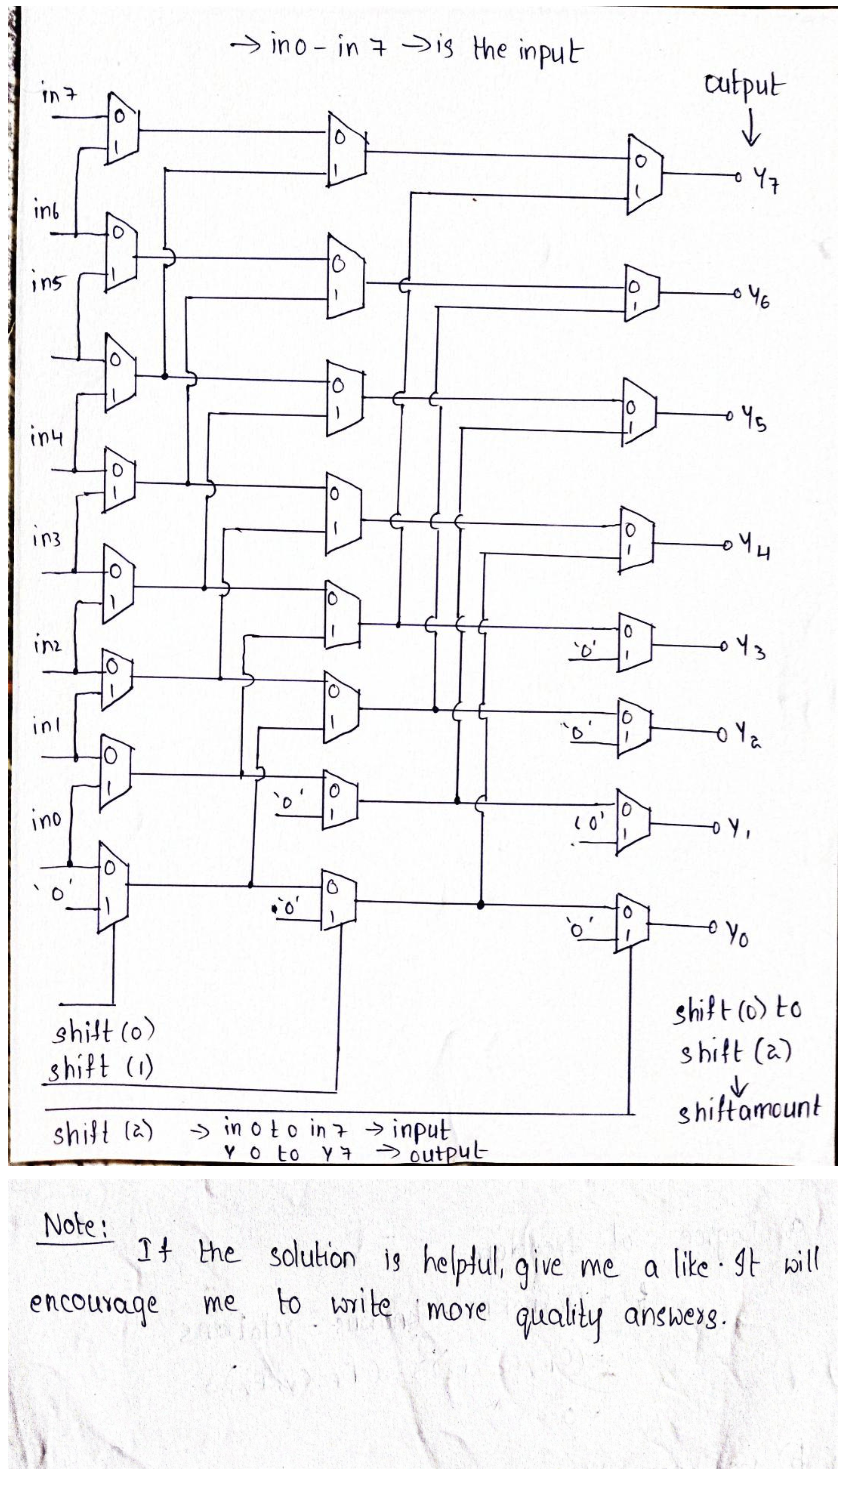 → in0 - in 7 → is the input
output
in7
0
1
0
1
0
1
Y7
in6
0
1
0
1
0
1
Y6
in5
0
1
0
1
0
1
Y5
in4
0
1
0
1
0
1
Y4
in3
0
1
0
1
0
1
'0'
Y3
in2
0
1
0
1
0
1
'0'
Y2
in1
0
1
'0'
0
1
'0'
0
1
Y1
in0
'0'
0
1
'0'
0
1
'0'
0
1
Y0
shift (0)
shift (1)
shift (2)
shift (0) to
shift (2)
↓
shiftamount
→ in 0 to in 7 → input
Y 0 to Y7 → output
Note:
If the solution is helpful, give me a like. It will
encourage me to write more quality answers.